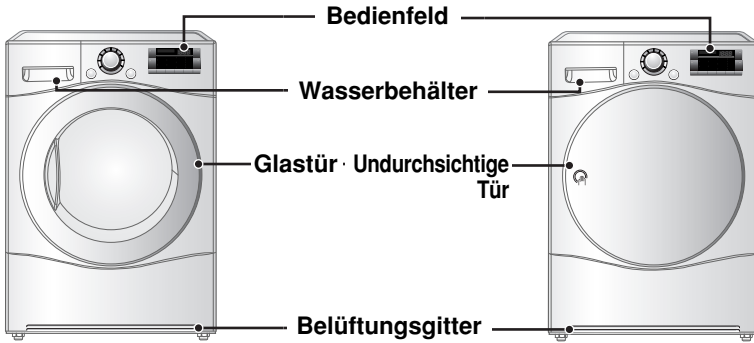 Bedienfeld
Wasserbehälter
Glastür · Undurchsichtige
Tür
Belüftungsgitter